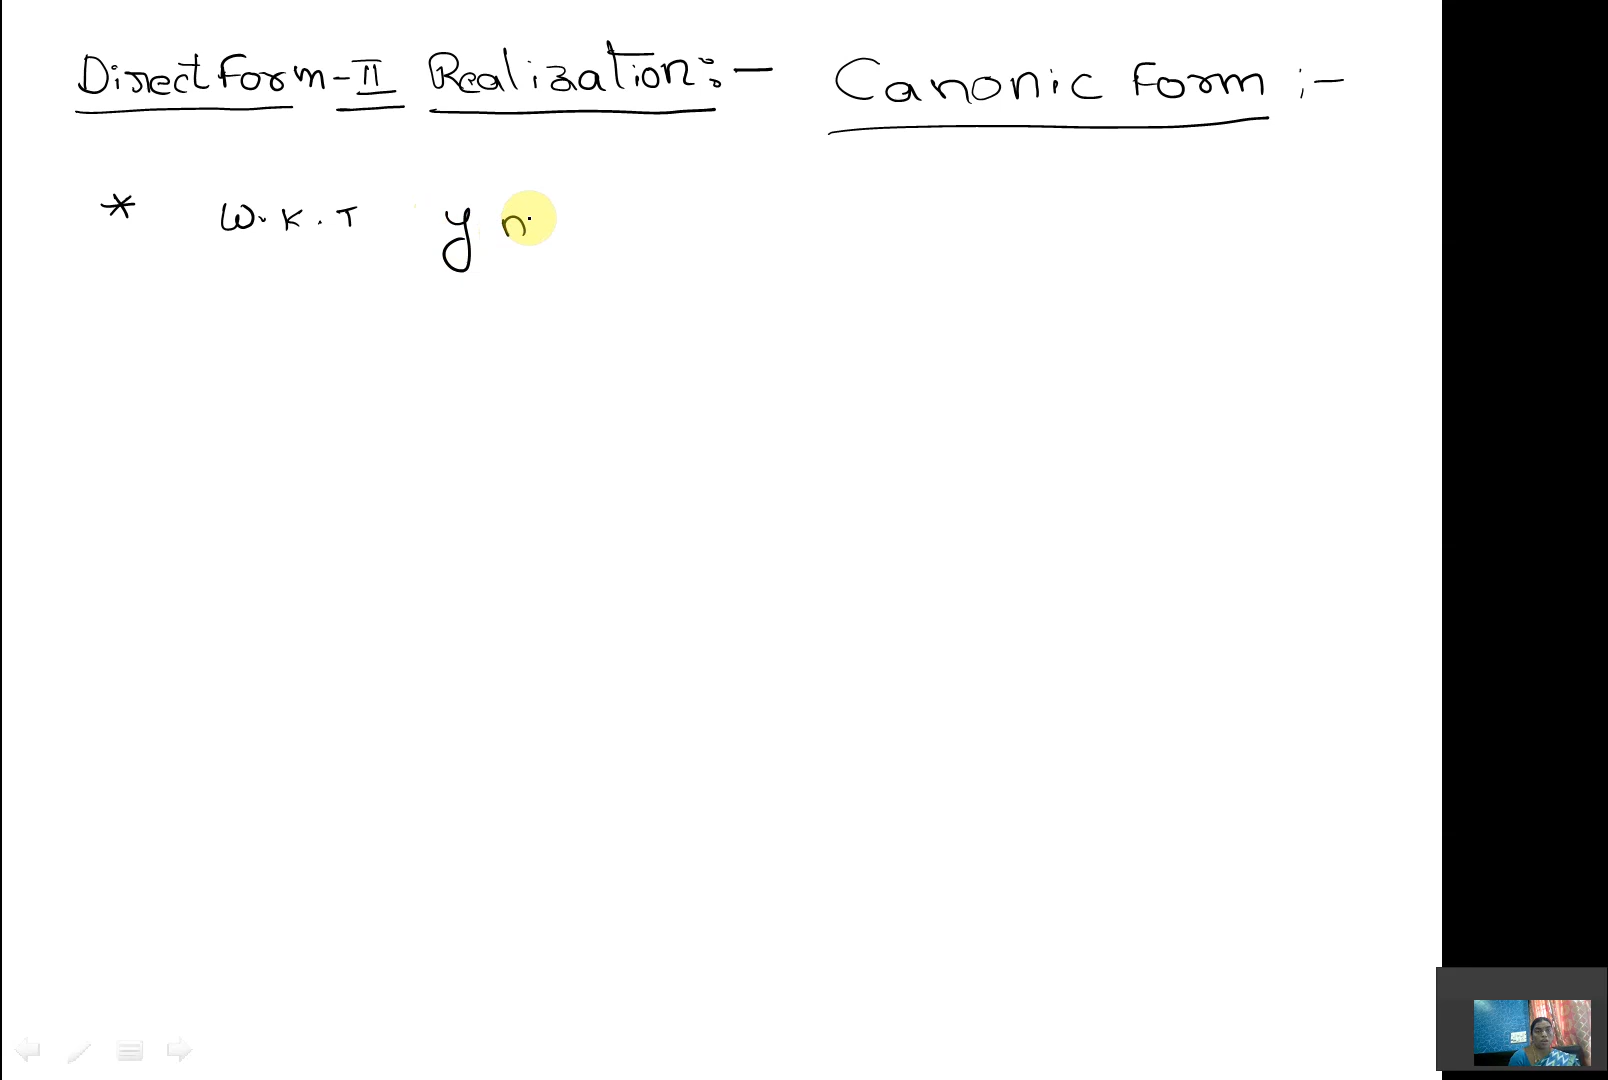 Direct Form-II Realization:- Canonic Form :-
* W.K.T y n